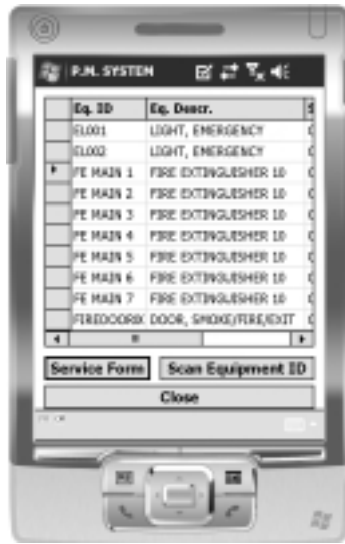 P.M. SYSTEM
Eq. ID Eq. Descr.
EL001 LIGHT, EMERGENCY
EL002 LIGHT, EMERGENCY
FE MAIN 1 FIRE EXTINGUISHER 10
FE MAIN 2 FIRE EXTINGUISHER 10
FE MAIN 3 FIRE EXTINGUISHER 10
FE MAIN 4 FIRE EXTINGUISHER 10
FE MAIN 5 FIRE EXTINGUISHER 10
FE MAIN 6 FIRE EXTINGUISHER 10
FE MAIN 7 FIRE EXTINGUISHER 10
DOOR, SMOKE/FIRE/EXIT
Service Form Scan Equipment ID
Close